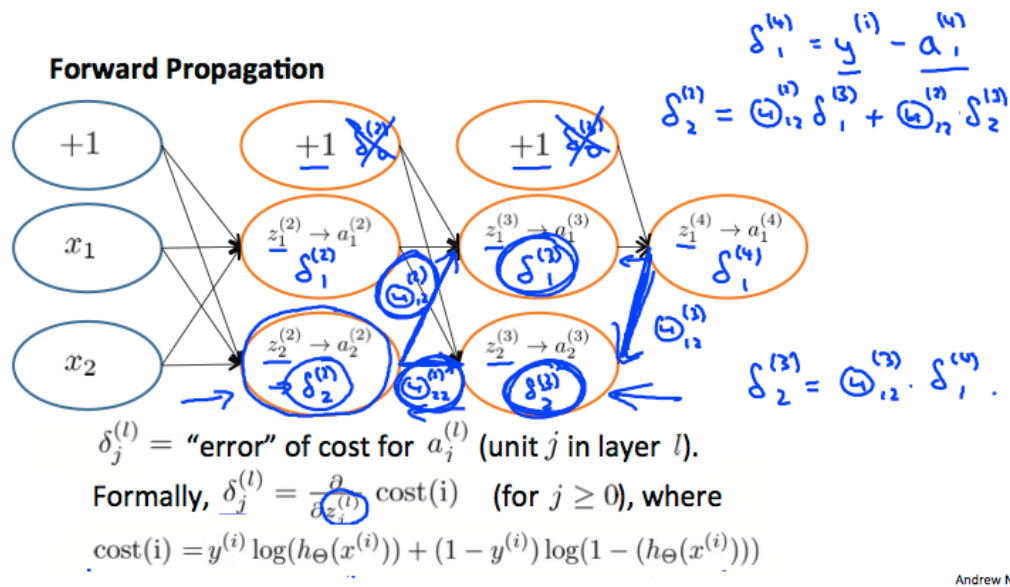 δ₁⁽⁴⁾ = y⁽ⁱ⁾ − a₁⁽⁴⁾
Forward Propagation
δ₂⁽²⁾ = Θ₁₂⁽²⁾ δ₁⁽³⁾ + Θ₂₂⁽²⁾ · δ₂⁽³⁾
+1 +1 +1
x₁ z₁⁽²⁾ → a₁⁽²⁾ z₁⁽³⁾ → a₁⁽³⁾ z₁⁽⁴⁾ → a₁⁽⁴⁾
δ₁⁽²⁾ Θ₁₂⁽²⁾ δ₁⁽³⁾ δ₁⁽⁴⁾
Θ₁₂⁽³⁾
x₂ z₂⁽²⁾ → a₂⁽²⁾ z₂⁽³⁾ → a₂⁽³⁾
δ₂⁽²⁾ Θ₂₂⁽²⁾ δ₂⁽³⁾ δ₂⁽³⁾ = Θ₁₂⁽³⁾ · δ₁⁽⁴⁾ .
δⱼ⁽ˡ⁾ = “error” of cost for aⱼ⁽ˡ⁾ (unit j in layer l).
Formally, δⱼ⁽ˡ⁾ = ∂/∂zⱼ⁽ˡ⁾ cost(i) (for j ≥ 0), where
cost(i) = y⁽ⁱ⁾ log(hΘ(x⁽ⁱ⁾)) + (1 − y⁽ⁱ⁾) log(1 − (hΘ(x⁽ⁱ⁾)))
Andrew N